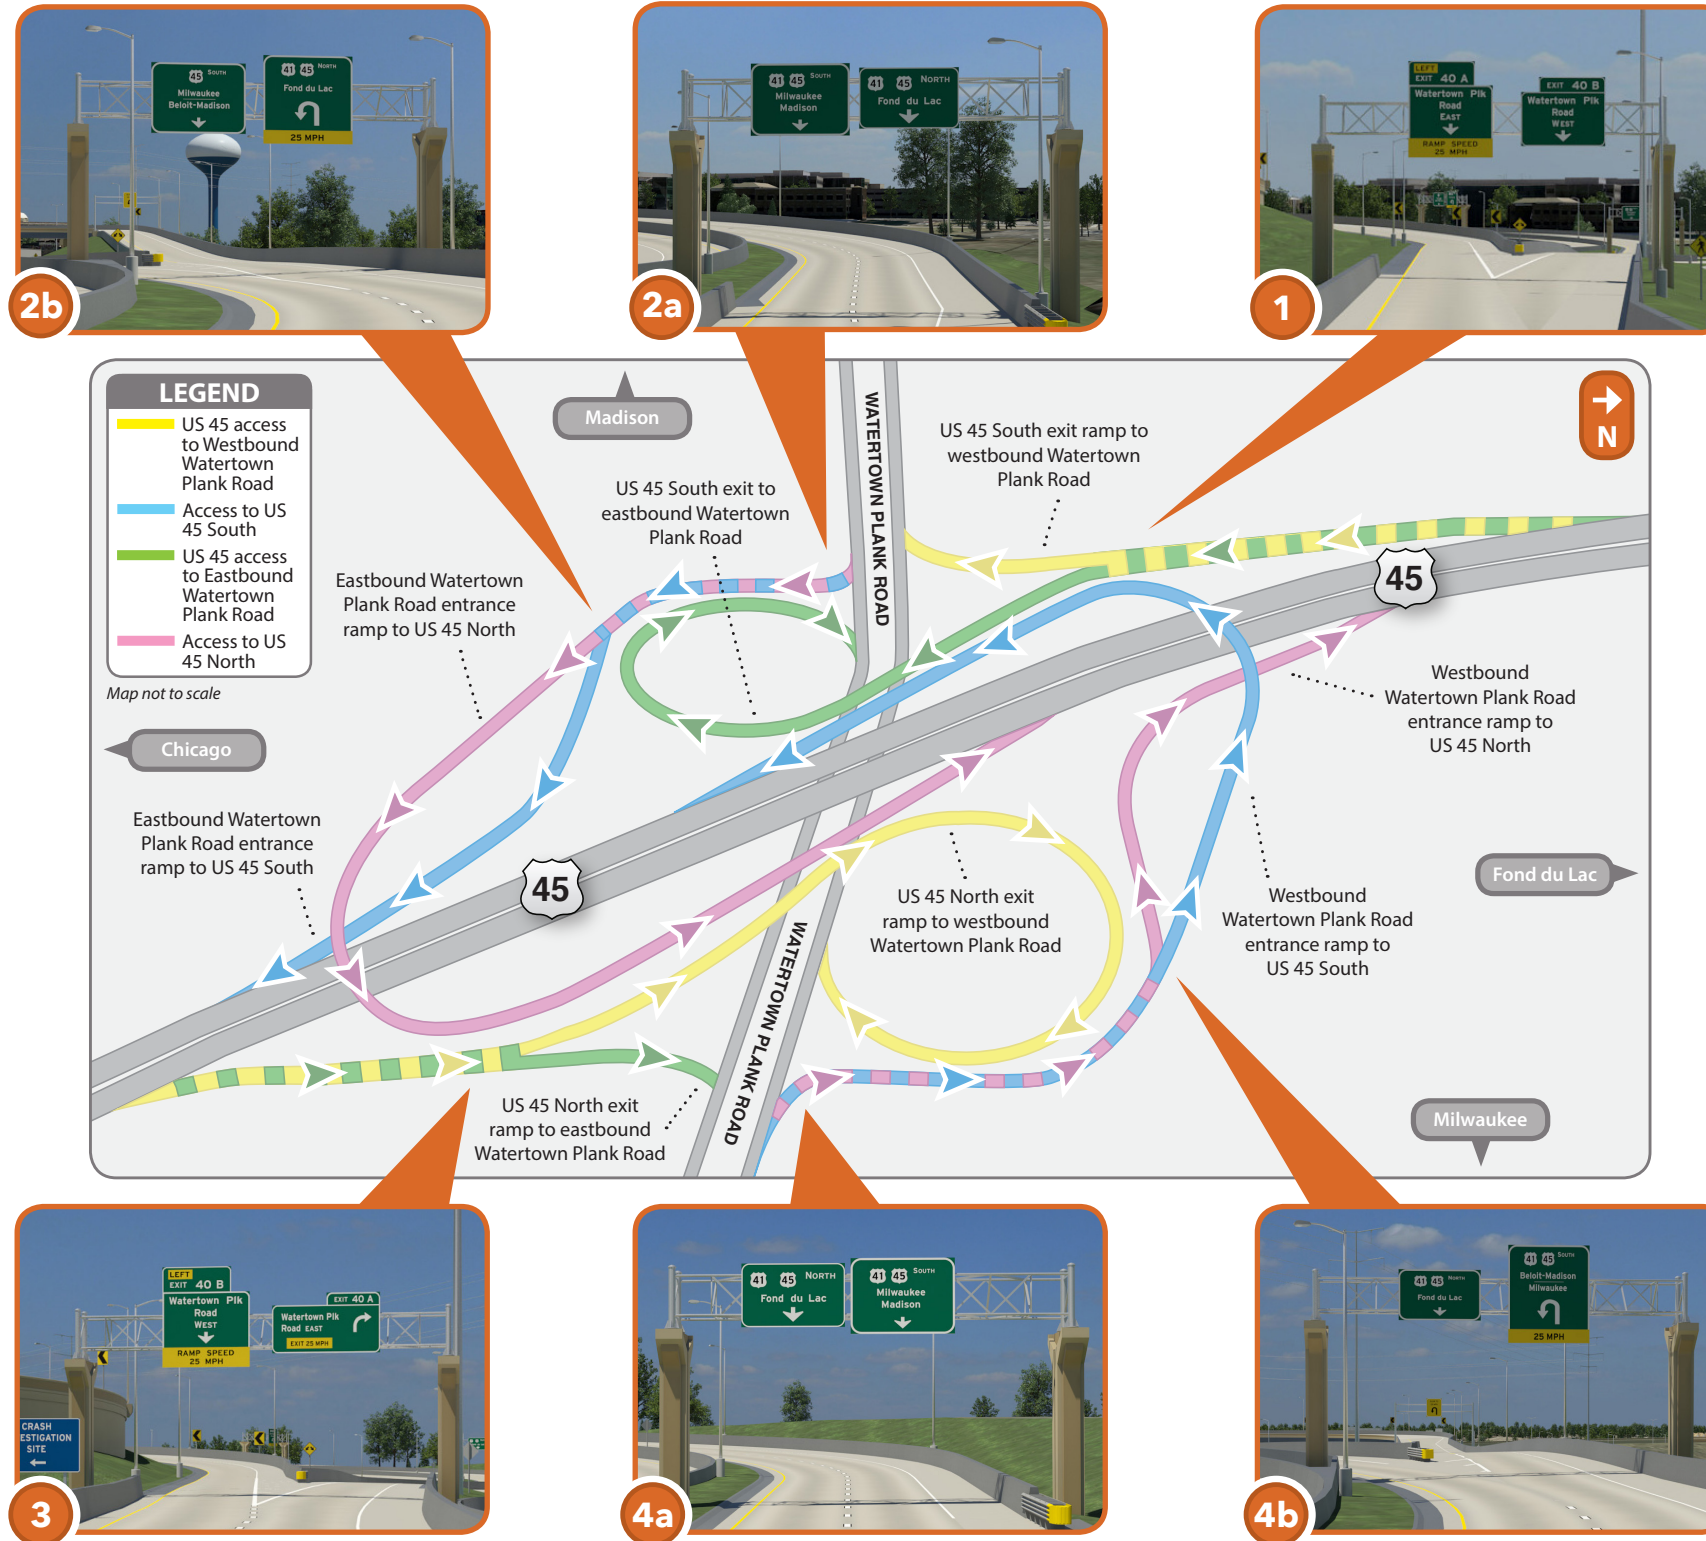 45 SOUTH
Milwaukee
Beloit-Madison
41 45 NORTH
Fond du Lac
25 MPH
2b
41 45 SOUTH
Milwaukee
Madison
41 45 NORTH
Fond du Lac
2a
LEFT
EXIT 40 A
Watertown Plk
Road
EAST
RAMP SPEED
25 MPH
EXIT 40 B
Watertown Plk
Road
WEST
1
LEGEND
US 45 access
to Westbound
Watertown
Plank Road
Access to US
45 South
US 45 access
to Eastbound
Watertown
Plank Road
Access to US
45 North
Map not to scale
Madison
Chicago
Fond du Lac
Milwaukee
N
WATERTOWN PLANK ROAD
US 45 South exit ramp to
westbound Watertown
Plank Road
US 45 South exit to
eastbound Watertown
Plank Road
Eastbound Watertown
Plank Road entrance
ramp to US 45 North
45
Westbound
Watertown Plank Road
entrance ramp to
US 45 North
Eastbound Watertown
Plank Road entrance
ramp to US 45 South
45
US 45 North exit
ramp to westbound
Watertown Plank Road
Westbound
Watertown Plank Road
entrance ramp to
US 45 South
WATERTOWN PLANK ROAD
US 45 North exit
ramp to eastbound
Watertown Plank Road
LEFT
EXIT 40 B
Watertown Plk
Road
WEST
RAMP SPEED
25 MPH
EXIT 40 A
Watertown Plk
Road EAST
EXIT 25 MPH
CRASH
ESTIGATION
SITE
3
41 45 NORTH
Fond du Lac
41 45 SOUTH
Milwaukee
Madison
4a
41 45 NORTH
Fond du Lac
41 45 SOUTH
Beloit-Madison
Milwaukee
25 MPH
4b